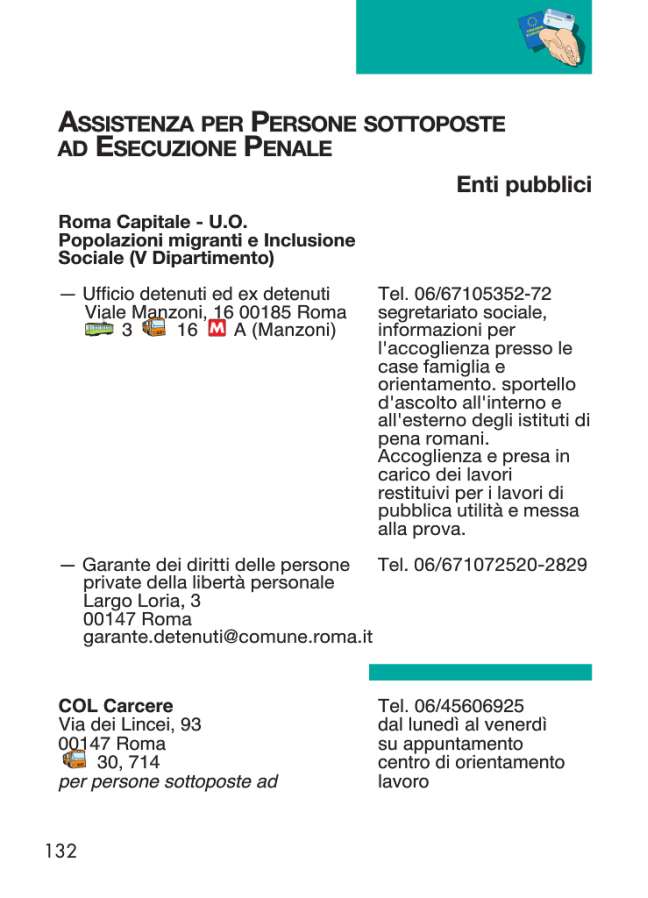 ASSISTENZA PER PERSONE SOTTOPOSTE
AD ESECUZIONE PENALE
Enti pubblici
Roma Capitale - U.O.
Popolazioni migranti e Inclusione
Sociale (V Dipartimento)
— Ufficio detenuti ed ex detenuti
Viale Manzoni, 16 00185 Roma
3 16 M A (Manzoni)
Tel. 06/67105352-72
segretariato sociale,
informazioni per
l'accoglienza presso le
case famiglia e
orientamento. sportello
d'ascolto all'interno e
all'esterno degli istituti di
pena romani.
Accoglienza e presa in
carico dei lavori
restituivi per i lavori di
pubblica utilità e messa
alla prova.
— Garante dei diritti delle persone
private della libertà personale
Largo Loria, 3
00147 Roma
garante.detenuti@comune.roma.it
Tel. 06/671072520-2829
COL Carcere
Via dei Lincei, 93
00147 Roma
30, 714
per persone sottoposte ad
Tel. 06/45606925
dal lunedì al venerdì
su appuntamento
centro di orientamento
lavoro
132